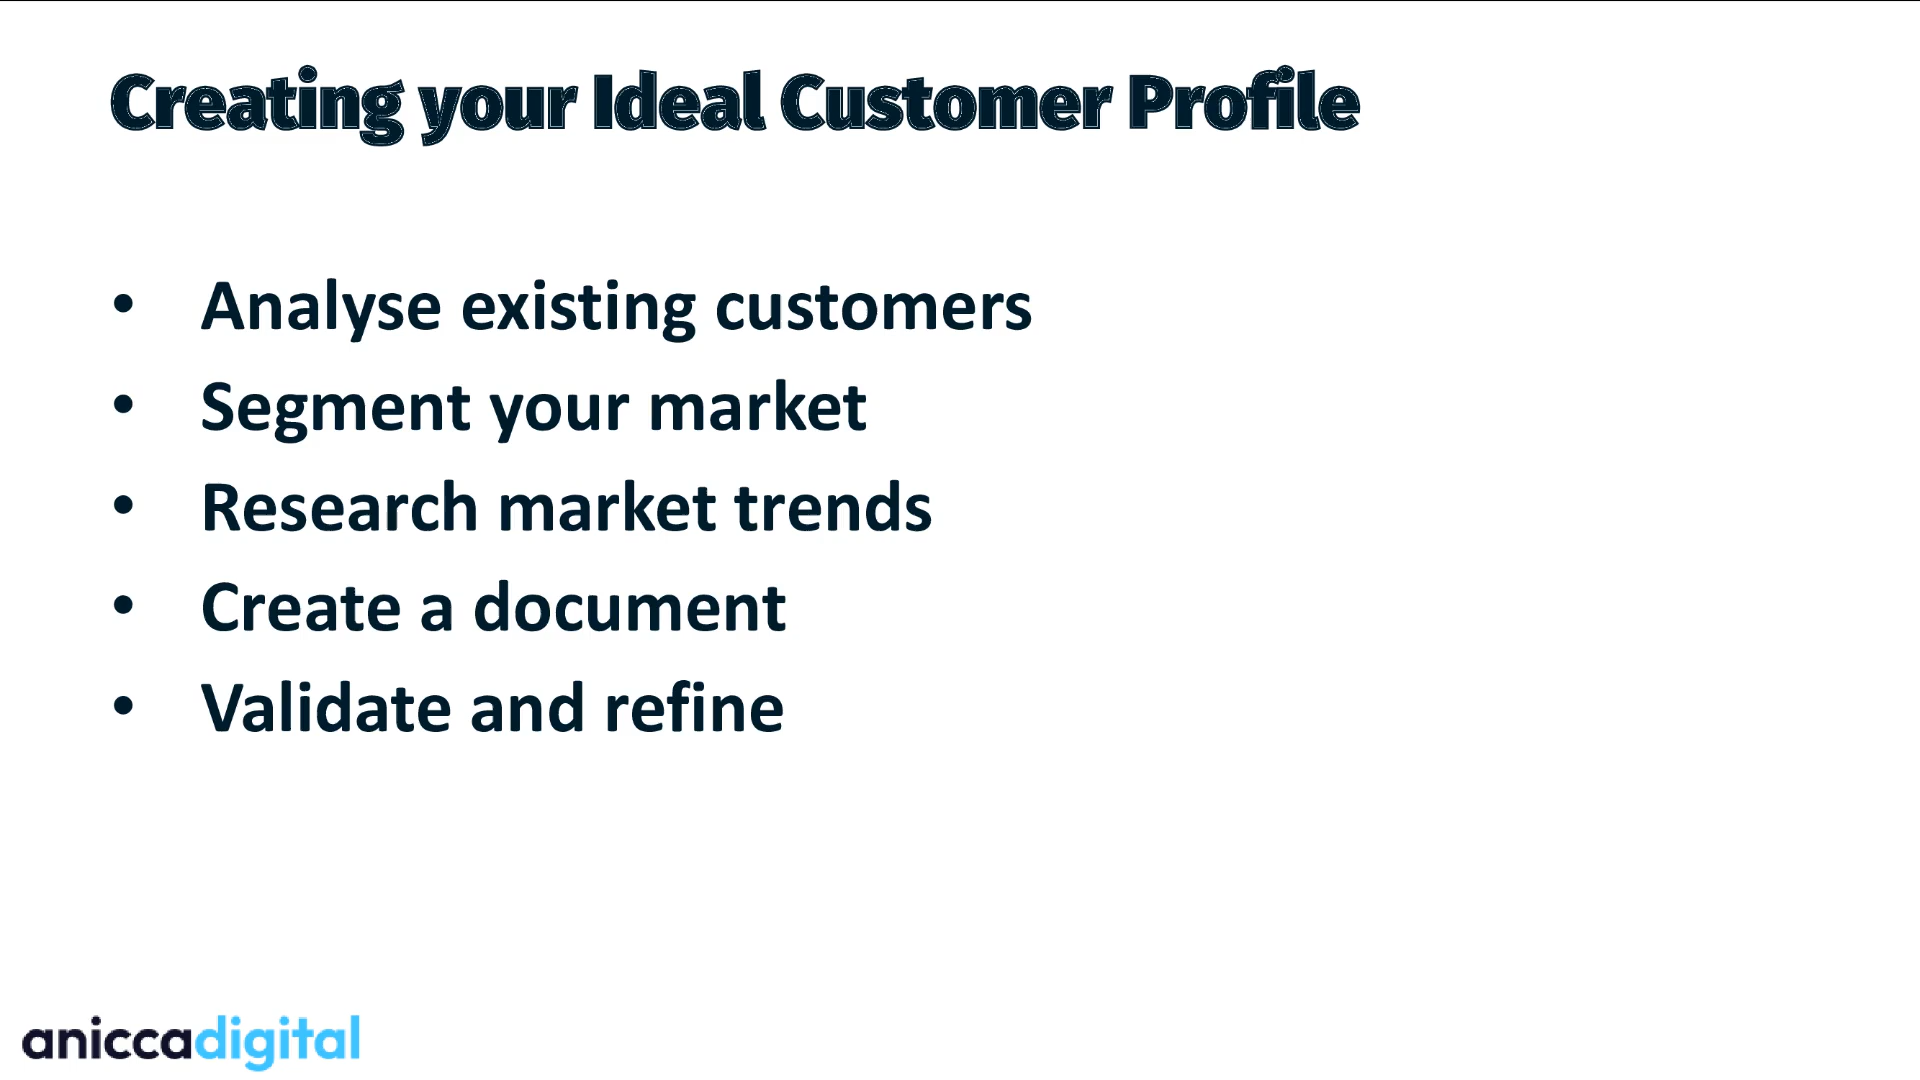 Creating your Ideal Customer Profile
• Analyse existing customers
• Segment your market
• Research market trends
• Create a document
• Validate and refine
aniccadigital